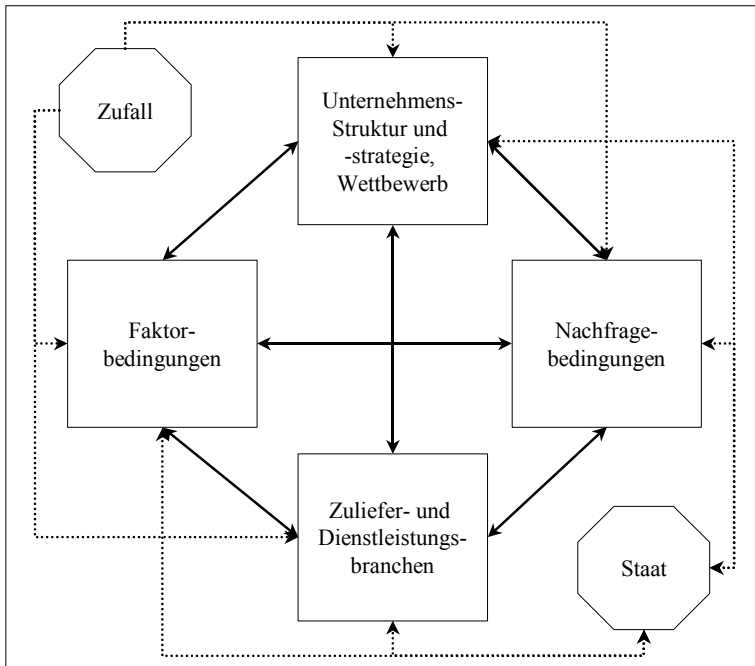 Zufall
Unternehmens-
Struktur und
-strategie,
Wettbewerb
Faktor-
bedingungen
Nachfrage-
bedingungen
Zuliefer- und
Dienstleistungs-
branchen
Staat